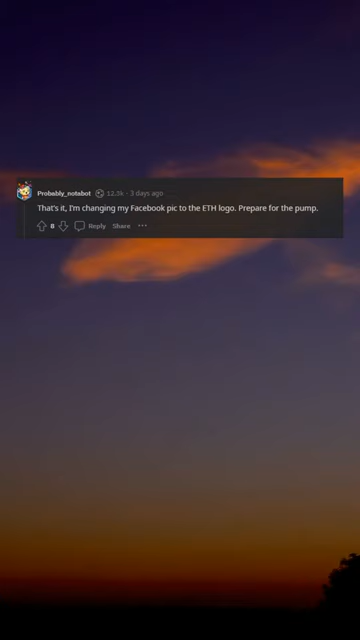 Probably_notabot 12.5k · 3 days ago
That's it, I'm changing my Facebook pic to the ETH logo. Prepare for the pump.
8 Reply Share ···